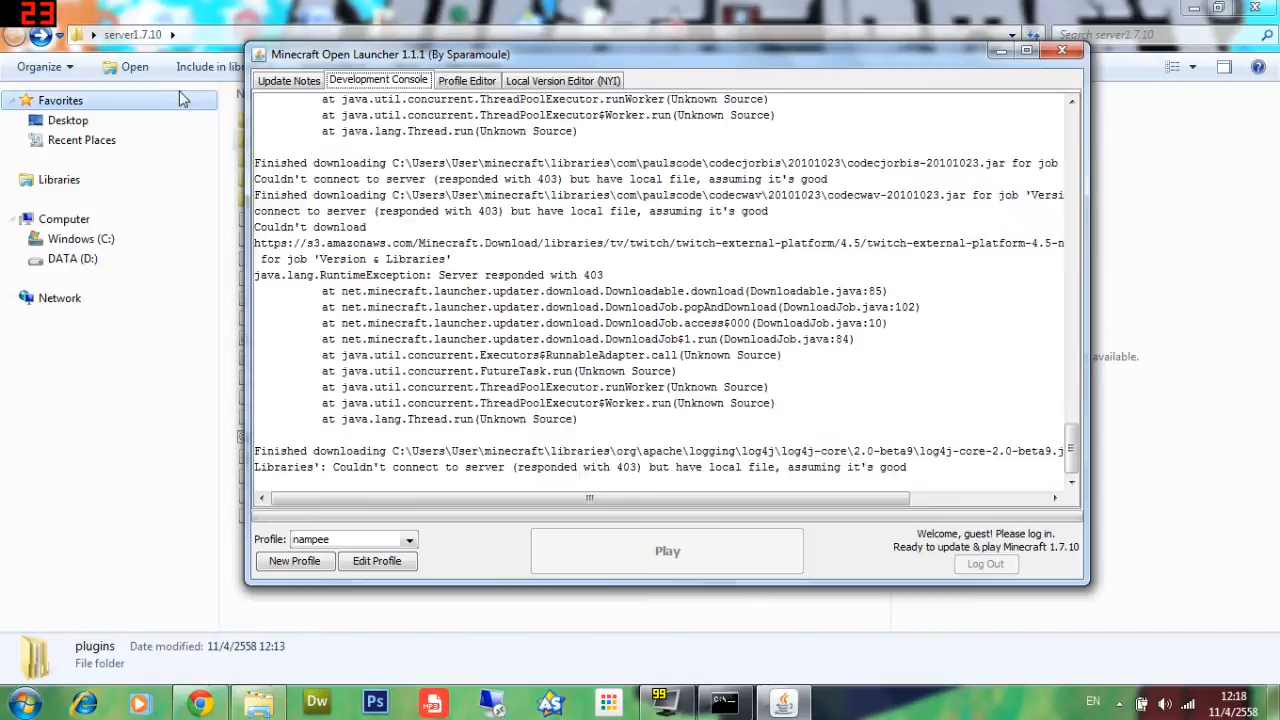 23
server1.7.10
Search server1.7.10
Minecraft Open Launcher 1.1.1 (By Sparamoule)
Organize
Open
Include in lib
Update Notes
Development Console
Profile Editor
Local Version Editor (NYI)
Favorites
Desktop
Recent Places
Libraries
Computer
Windows (C:)
DATA (D:)
Network
at java.util.concurrent.ThreadPoolExecutor.runWorker(Unknown Source)
at java.util.concurrent.ThreadPoolExecutor$Worker.run(Unknown Source)
at java.lang.Thread.run(Unknown Source)
Finished downloading C:\Users\User\minecraft\libraries\com\paulscode\codecjorbis\20101023\codecjorbis-20101023.jar for job
Couldn't connect to server (responded with 403) but have local file, assuming it's good
Finished downloading C:\Users\User\minecraft\libraries\com\paulscode\codecwav\20101023\codecwav-20101023.jar for job 'Versi
connect to server (responded with 403) but have local file, assuming it's good
Couldn't download
https://s3.amazonaws.com/Minecraft.Download/libraries/tv/twitch/twitch-external-platform/4.5/twitch-external-platform-4.5-n
for job 'Version & Libraries'
java.lang.RuntimeException: Server responded with 403
at net.minecraft.launcher.updater.download.Downloadable.download(Downloadable.java:85)
at net.minecraft.launcher.updater.download.DownloadJob.popAndDownload(DownloadJob.java:102)
at net.minecraft.launcher.updater.download.DownloadJob.access$000(DownloadJob.java:10)
at net.minecraft.launcher.updater.download.DownloadJob$1.run(DownloadJob.java:84)
at java.util.concurrent.Executors$RunnableAdapter.call(Unknown Source)
at java.util.concurrent.FutureTask.run(Unknown Source)
at java.util.concurrent.ThreadPoolExecutor.runWorker(Unknown Source)
at java.util.concurrent.ThreadPoolExecutor$Worker.run(Unknown Source)
at java.lang.Thread.run(Unknown Source)
Finished downloading C:\Users\User\minecraft\libraries\org\apache\logging\log4j\log4j-core\2.0-beta9\log4j-core-2.0-beta9.j
Libraries': Couldn't connect to server (responded with 403) but have local file, assuming it's good
available.
Profile:
nampee
New Profile
Edit Profile
Play
Welcome, guest! Please log in.
Ready to update & play Minecraft 1.7.10
Log Out
plugins
Date modified: 11/4/2558 12:13
File folder
Dw
Ps
MP3
AS
99
C:\.
EN
12:18
11/4/2558